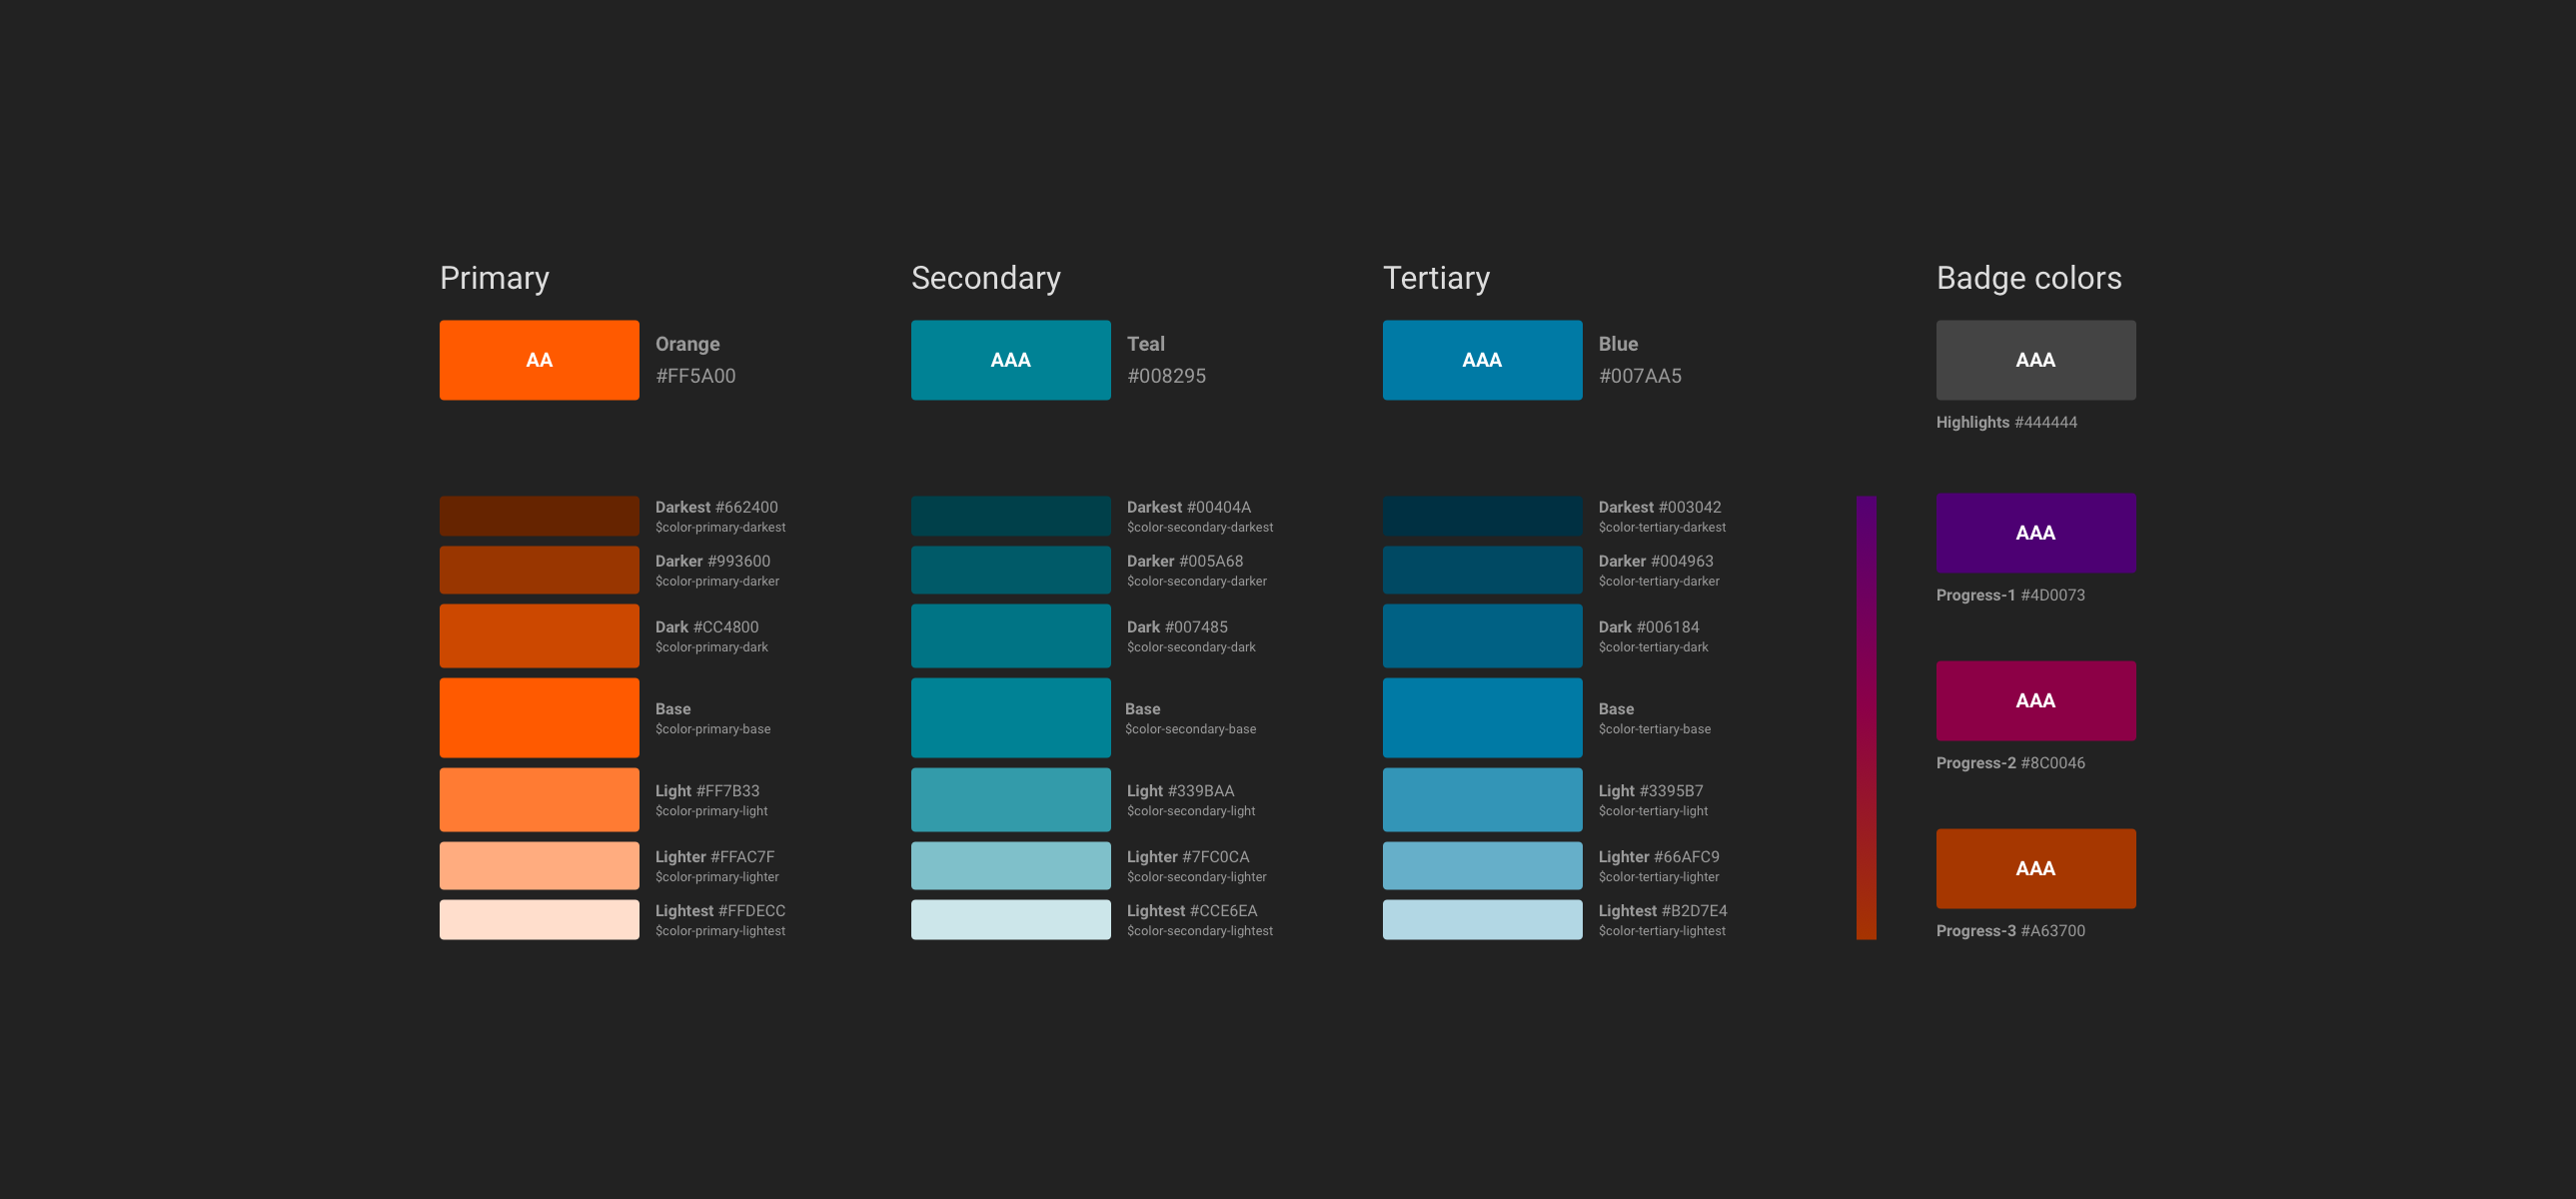 Primary
AA
Orange
#FF5A00
Darkest #662400
$color-primary-darkest
Darker #993600
$color-primary-darker
Dark #CC4800
$color-primary-dark
Base
$color-primary-base
Light #FF7B33
$color-primary-light
Lighter #FFAC7F
$color-primary-lighter
Lightest #FFDECC
$color-primary-lightest
Secondary
AAA
Teal
#008295
Darkest #00404A
$color-secondary-darkest
Darker #005A68
$color-secondary-darker
Dark #007485
$color-secondary-dark
Base
$color-secondary-base
Light #339BAA
$color-secondary-light
Lighter #7FC0CA
$color-secondary-lighter
Lightest #CCE6EA
$color-secondary-lightest
Tertiary
AAA
Blue
#007AA5
Darkest #003042
$color-tertiary-darkest
Darker #004963
$color-tertiary-darker
Dark #006184
$color-tertiary-dark
Base
$color-tertiary-base
Light #3395B7
$color-tertiary-light
Lighter #66AFC9
$color-tertiary-lighter
Lightest #B2D7E4
$color-tertiary-lightest
Badge colors
AAA
Highlights #444444
AAA
Progress-1 #4D0073
AAA
Progress-2 #8C0046
AAA
Progress-3 #A63700